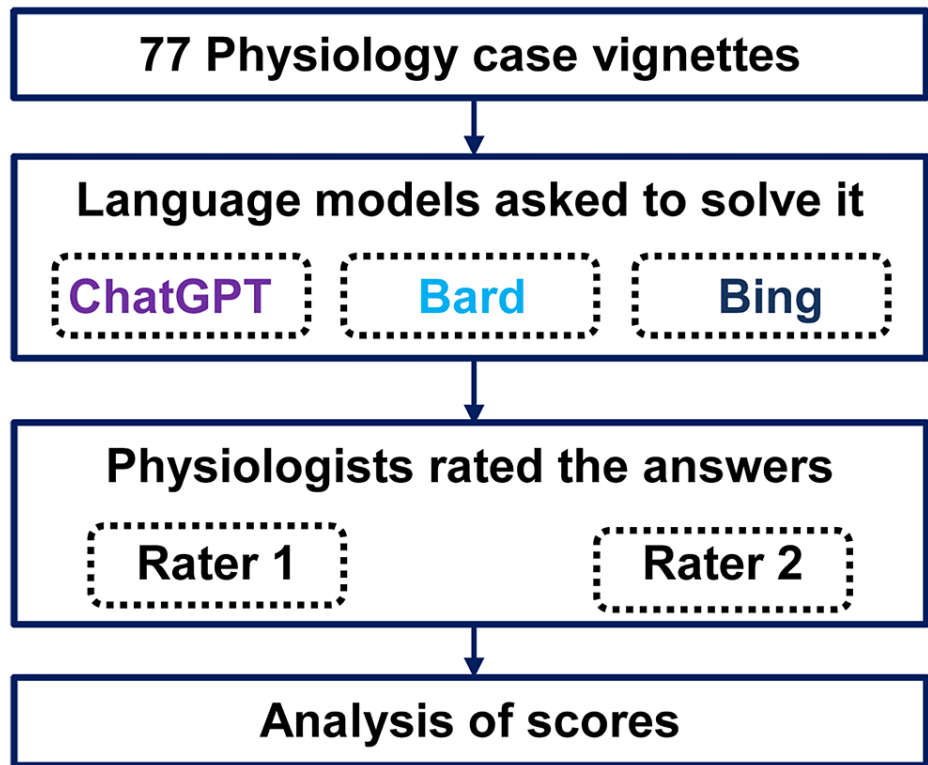 77 Physiology case vignettes
Language models asked to solve it
ChatGPT Bard Bing
Physiologists rated the answers
Rater 1 Rater 2
Analysis of scores